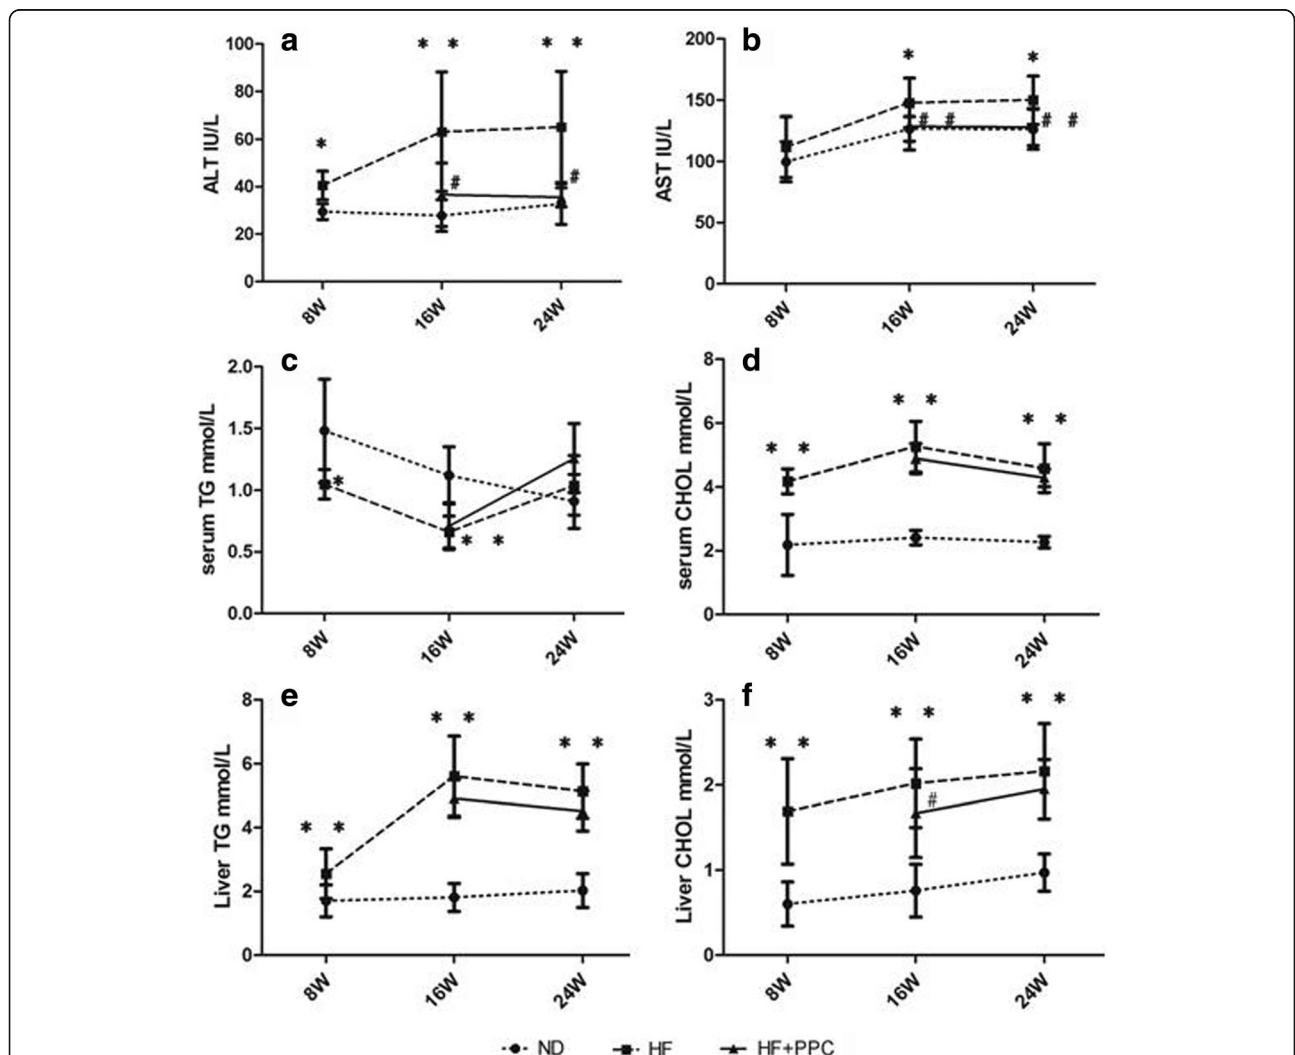 a
ALT IU/L
100
80
60
40
20
0
* *
* *
*
#
#
8W
16W
24W
b
AST IU/L
200
150
100
50
0
*
*
# #
# #
8W
16W
24W
c
serum TG mmol/L
2.0
1.5
1.0
0.5
0.0
*
* *
8W
16W
24W
d
serum CHOL mmol/L
8
6
4
2
0
* *
* *
* *
8W
16W
24W
e
Liver TG mmol/L
8
6
4
2
0
* *
* *
* *
8W
16W
24W
f
Liver CHOL mmol/L
3
2
1
0
* *
* *
* *
#
8W
16W
24W
ND HF HF+PPC